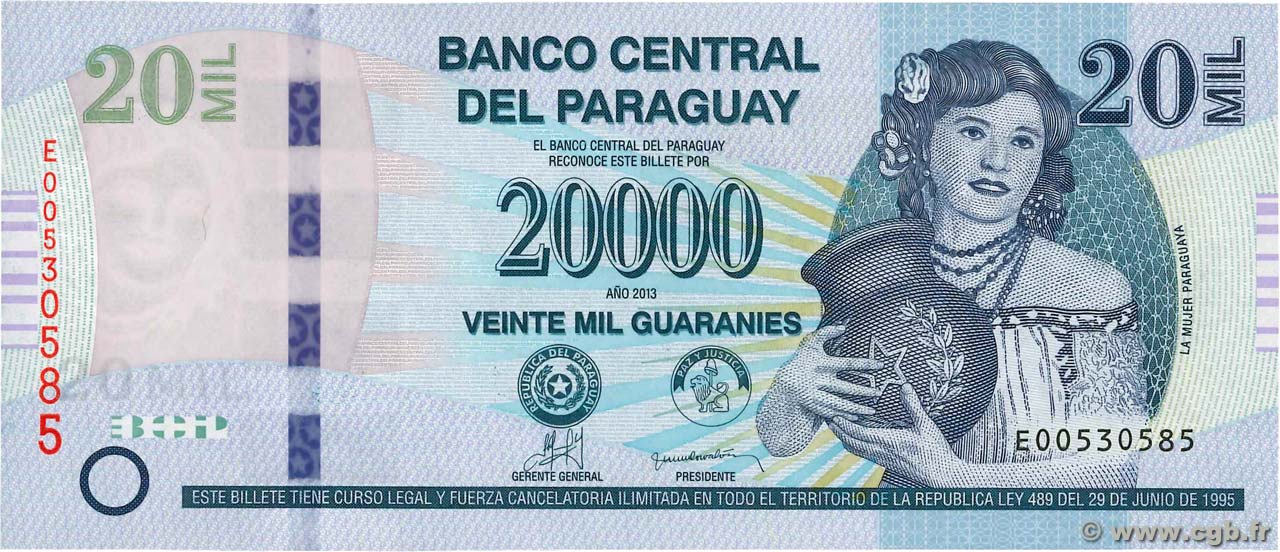 20 MIL
BANCO CENTRAL
DEL PARAGUAY
20 MIL
EL BANCO CENTRAL DEL PARAGUAY
RECONOCE ESTE BILLETE POR
20000
AÑO 2013
VEINTE MIL GUARANIES
E00530585
REPUBLICA DEL PARAGUAY
PAZ Y JUSTICIA
LA MUJER PARAGUAYA
GERENTE GENERAL
PRESIDENTE
E00530585
ESTE BILLETE TIENE CURSO LEGAL Y FUERZA CANCELATORIA ILIMITADA EN TODO EL TERRITORIO DE LA REPUBLICA LEY 489 DEL 29 DE JUNIO DE 1995
© www.cgb.fr